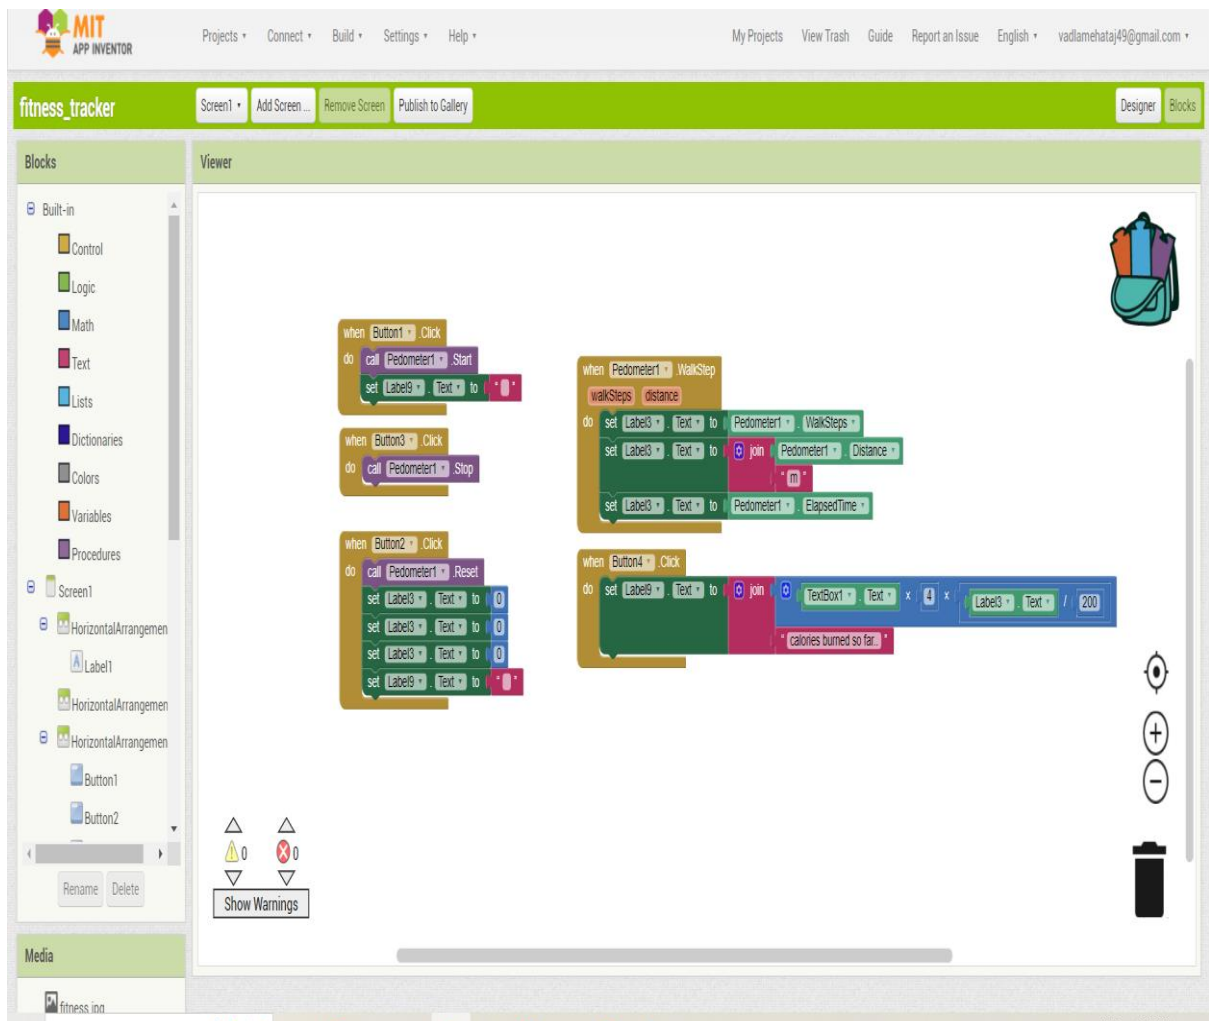 MIT
APP INVENTOR
Projects Connect Build Settings Help My Projects View Trash Guide Report an Issue English vadlamehataj49@gmail.com
fitness_tracker Screen1 Add Screen ... Remove Screen Publish to Gallery Designer Blocks
Blocks
Built-in
Control
Logic
Math
Text
Lists
Dictionaries
Colors
Variables
Procedures
Screen1
HorizontalArrangemen
Label1
HorizontalArrangemen
HorizontalArrangemen
Button1
Button2
Rename Delete
Media
fitness.jpg
Viewer
when Button1 .Click
do call Pedometer1 .Start
set Label9 . Text to " "
when Button3 .Click
do call Pedometer1 .Stop
when Button2 .Click
do call Pedometer1 .Reset
set Label3 . Text to 0
set Label3 . Text to 0
set Label3 . Text to 0
set Label9 . Text to " "
when Pedometer1 .WalkStep
walkSteps distance
do set Label3 . Text to Pedometer1 . WalkSteps
set Label3 . Text to join Pedometer1 . Distance
" m "
set Label3 . Text to Pedometer1 . ElapsedTime
when Button4 .Click
do set Label9 . Text to join TextBox1 . Text × 4 × Label3 . Text / 200
" calories burned so far.. "
0 0
Show Warnings